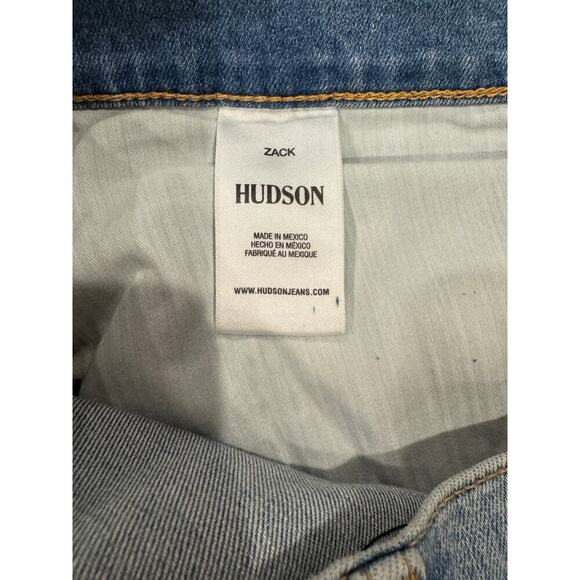 ZACK
HUDSON
MADE IN MEXICO
HECHO EN MÉXICO
FABRIQUÉ AU MEXIQUE
WWW.HUDSONJEANS.COM